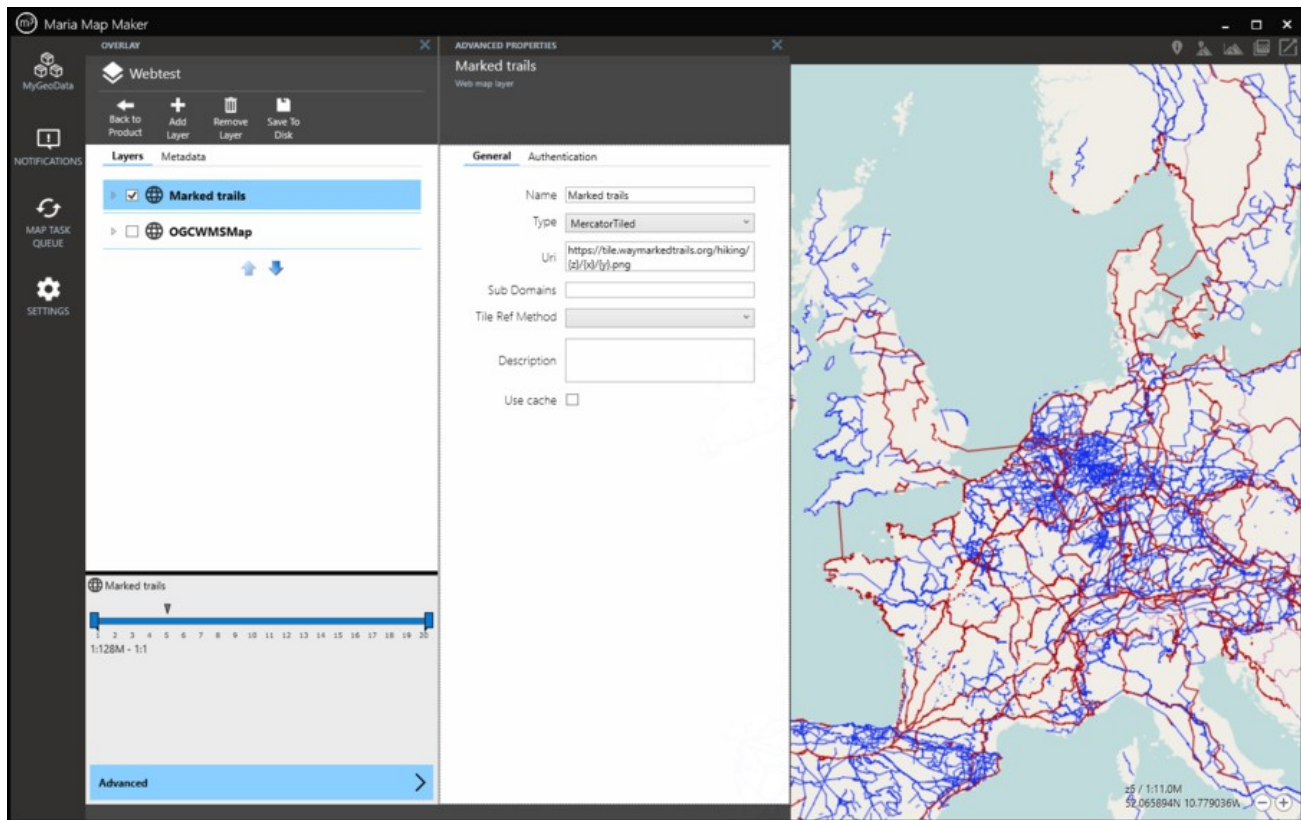 m³ Maria Map Maker
MyGeoData
NOTIFICATIONS
MAP TASK
QUEUE
SETTINGS
OVERLAY
Webtest
Back to Product
Add Layer
Remove Layer
Save To Disk
Layers Metadata
Marked trails
OGCWMSMap
Marked trails
1 2 3 4 5 6 7 8 9 10 11 12 13 14 15 16 17 18 19 20
1:128M - 1:1
Advanced
ADVANCED PROPERTIES
Marked trails
Web map layer
General Authentication
Name Marked trails
Type MercatorTiled
Uri https://tile.waymarkedtrails.org/hiking/
{z}/{x}/{y}.png
Sub Domains
Tile Ref Method
Description
Use cache
z5 / 1:11.0M
52.065894N 10.779036W